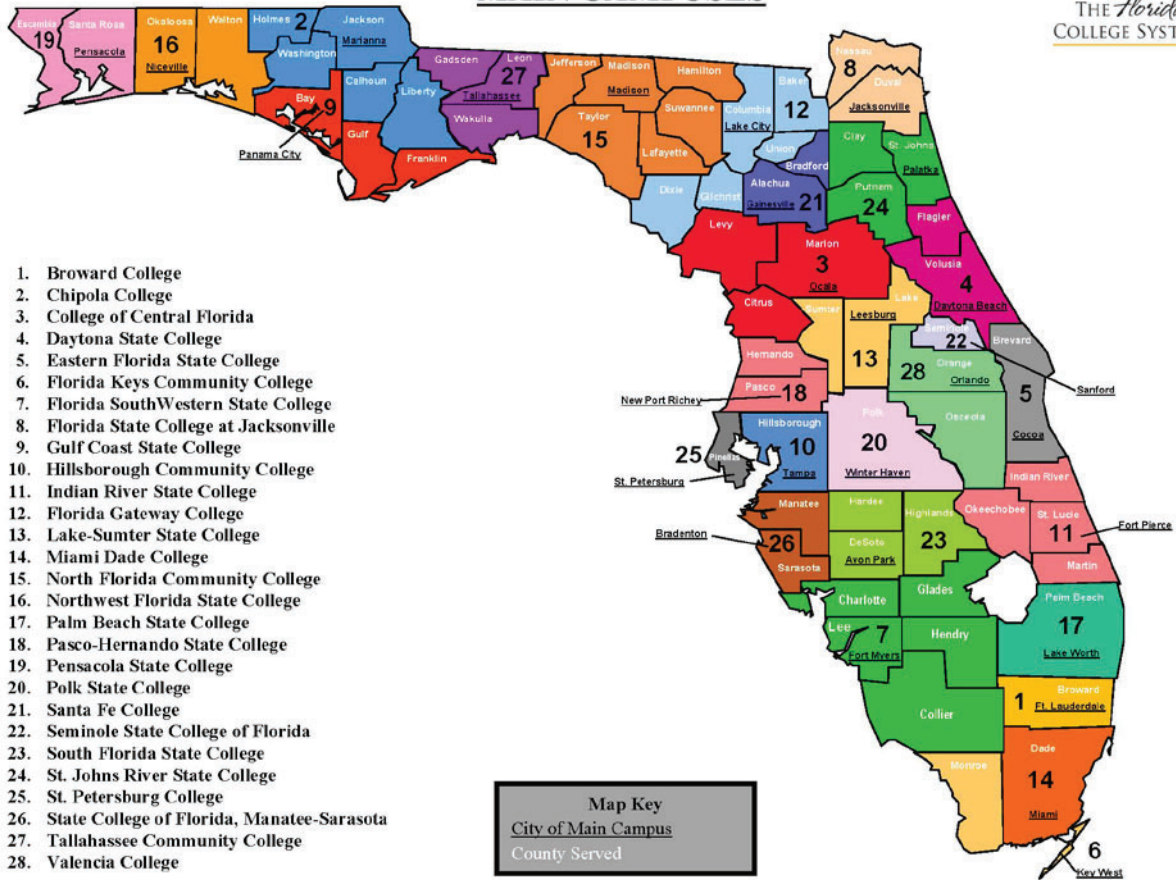 THE Florida
COLLEGE SYST
Escambia
19
Santa Rosa
Pensacola
Okaloosa
16
Niceville
Walton
Holmes 2
Washington
Jackson
Marianna
Bay
9
Panama City
Calhoun
Gulf
Liberty
Franklin
Gadsden
Leon
27
Tallahassee
Wakulla
Jefferson
Madison
Madison
Hamilton
Taylor
15
Suwannee
Lafayette
Columbia
Lake City
Baker
12
Union
Bradford
Dixie
Gilchrist
Alachua
Gainesville 21
Nassau
8
Duval
Jacksonville
Clay
St. Johns
Palatka
Putnam
24
Flagler
Levy
Marion
3
Ocala
Citrus
Volusia
4
Daytona Beach
Sumter
Lake
Leesburg
13
Seminole
22
Sanford
Brevard
5
Cocoa
Orange
28
Orlando
Osceola
Hernando
Pasco
18
New Port Richey
25
Pinellas
St. Petersburg
Hillsborough
10
Tampa
Polk
20
Winter Haven
Indian River
Okeechobee
St. Lucie
11
Fort Pierce
Martin
Manatee
Bradenton
26
Sarasota
Hardee
DeSoto
Avon Park
Highlands
23
Charlotte
Glades
Lee
7
Fort Myers
Hendry
Collier
Palm Beach
17
Lake Worth
Broward
1
Ft. Lauderdale
Monroe
Dade
14
Miami
6
Key West
1. Broward College
2. Chipola College
3. College of Central Florida
4. Daytona State College
5. Eastern Florida State College
6. Florida Keys Community College
7. Florida SouthWestern State College
8. Florida State College at Jacksonville
9. Gulf Coast State College
10. Hillsborough Community College
11. Indian River State College
12. Florida Gateway College
13. Lake-Sumter State College
14. Miami Dade College
15. North Florida Community College
16. Northwest Florida State College
17. Palm Beach State College
18. Pasco-Hernando State College
19. Pensacola State College
20. Polk State College
21. Santa Fe College
22. Seminole State College of Florida
23. South Florida State College
24. St. Johns River State College
25. St. Petersburg College
26. State College of Florida, Manatee-Sarasota
27. Tallahassee Community College
28. Valencia College
Map Key
City of Main Campus
County Served